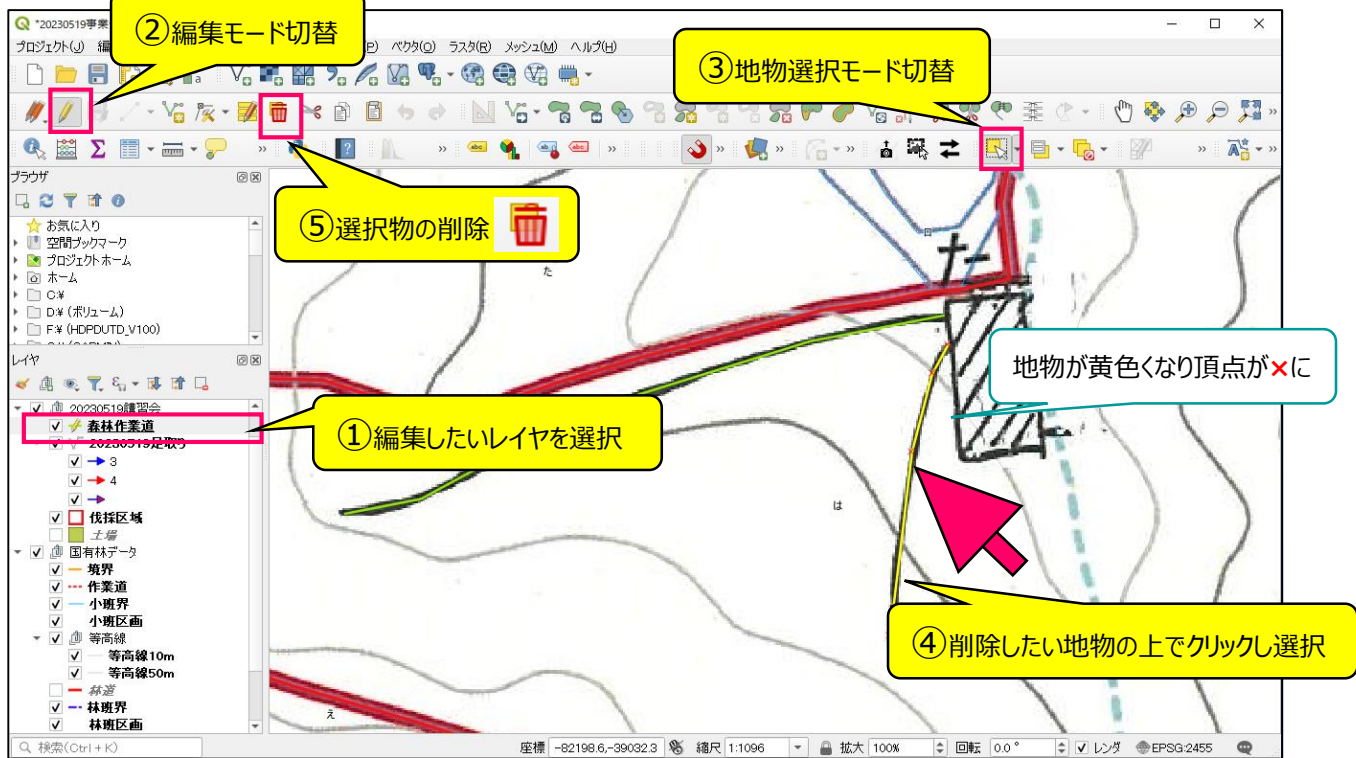 *20230519事業
②編集モード切替
プロジェクト(J)
ベクタ(O) ラスタ(R) メッシュ(M) ヘルプ(H)
③地物選択モード切替
⑤選択物の削除
ブラウザ
お気に入り
空間ブックマーク
プロジェクトホーム
ホーム
C:¥
D:¥ (ボリューム)
F:¥ (HDPDUTD_V100)
た
ロ
地物が黄色くなり頂点が×に
レイヤ
20230519講習会
森林作業道
20230519足取り
①編集したいレイヤを選択
3
4
伐採区域
土場
国有林データ
境界
作業道
小班界
小班区画
等高線
等高線10m
等高線50m
林道
林班界
林班区画
は
④削除したい地物の上でクリックし選択
え
検索(Ctrl + K)
座標 -82198.6,-39032.3 縮尺 1:1096 拡大 100% 回転 0.0 ° レンダ EPSG:2455